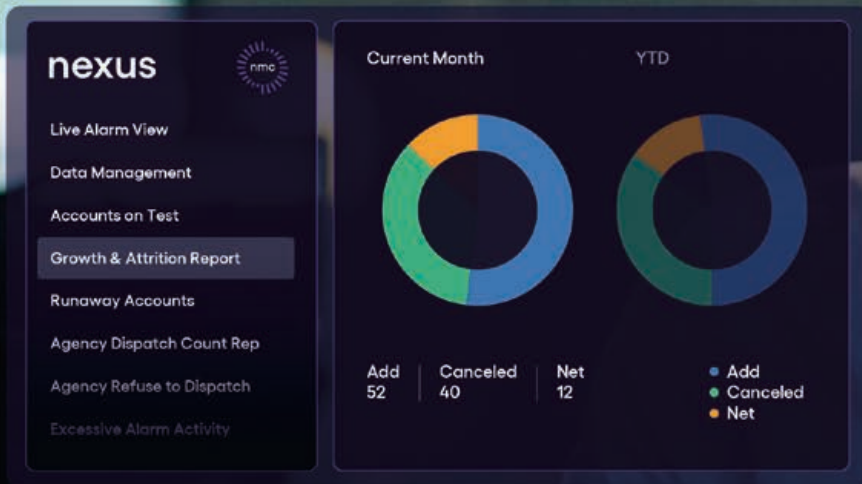 nexus
nmc
Live Alarm View
Data Management
Accounts on Test
Growth & Attrition Report
Runaway Accounts
Agency Dispatch Count Rep
Agency Refuse to Dispatch
Excessive Alarm Activity
Current Month
YTD
Add
52
Canceled
40
Net
12
Add
Canceled
Net